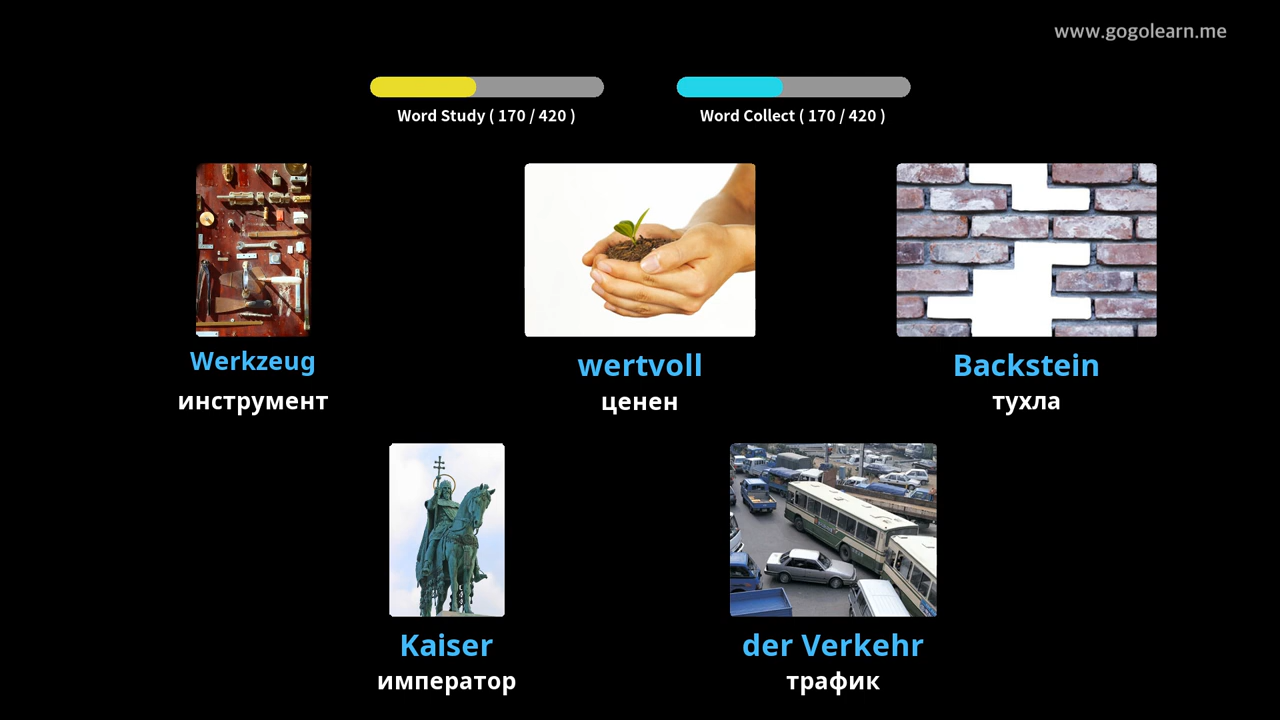 www.gogolearn.me
Word Study ( 170 / 420 )
Word Collect ( 170 / 420 )
Werkzeug
инструмент
wertvoll
ценен
Backstein
тухла
Kaiser
император
der Verkehr
трафик